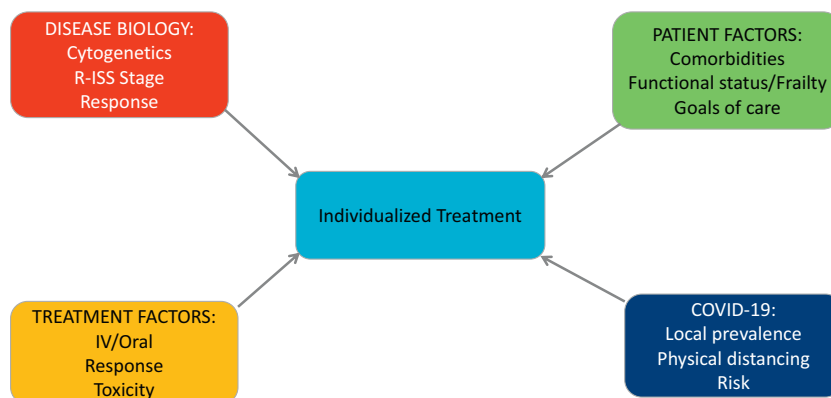 DISEASE BIOLOGY:
Cytogenetics
R-ISS Stage
Response
PATIENT FACTORS:
Comorbidities
Functional status/Frailty
Goals of care
Individualized Treatment
TREATMENT FACTORS:
IV/Oral
Response
Toxicity
COVID-19:
Local prevalence
Physical distancing
Risk